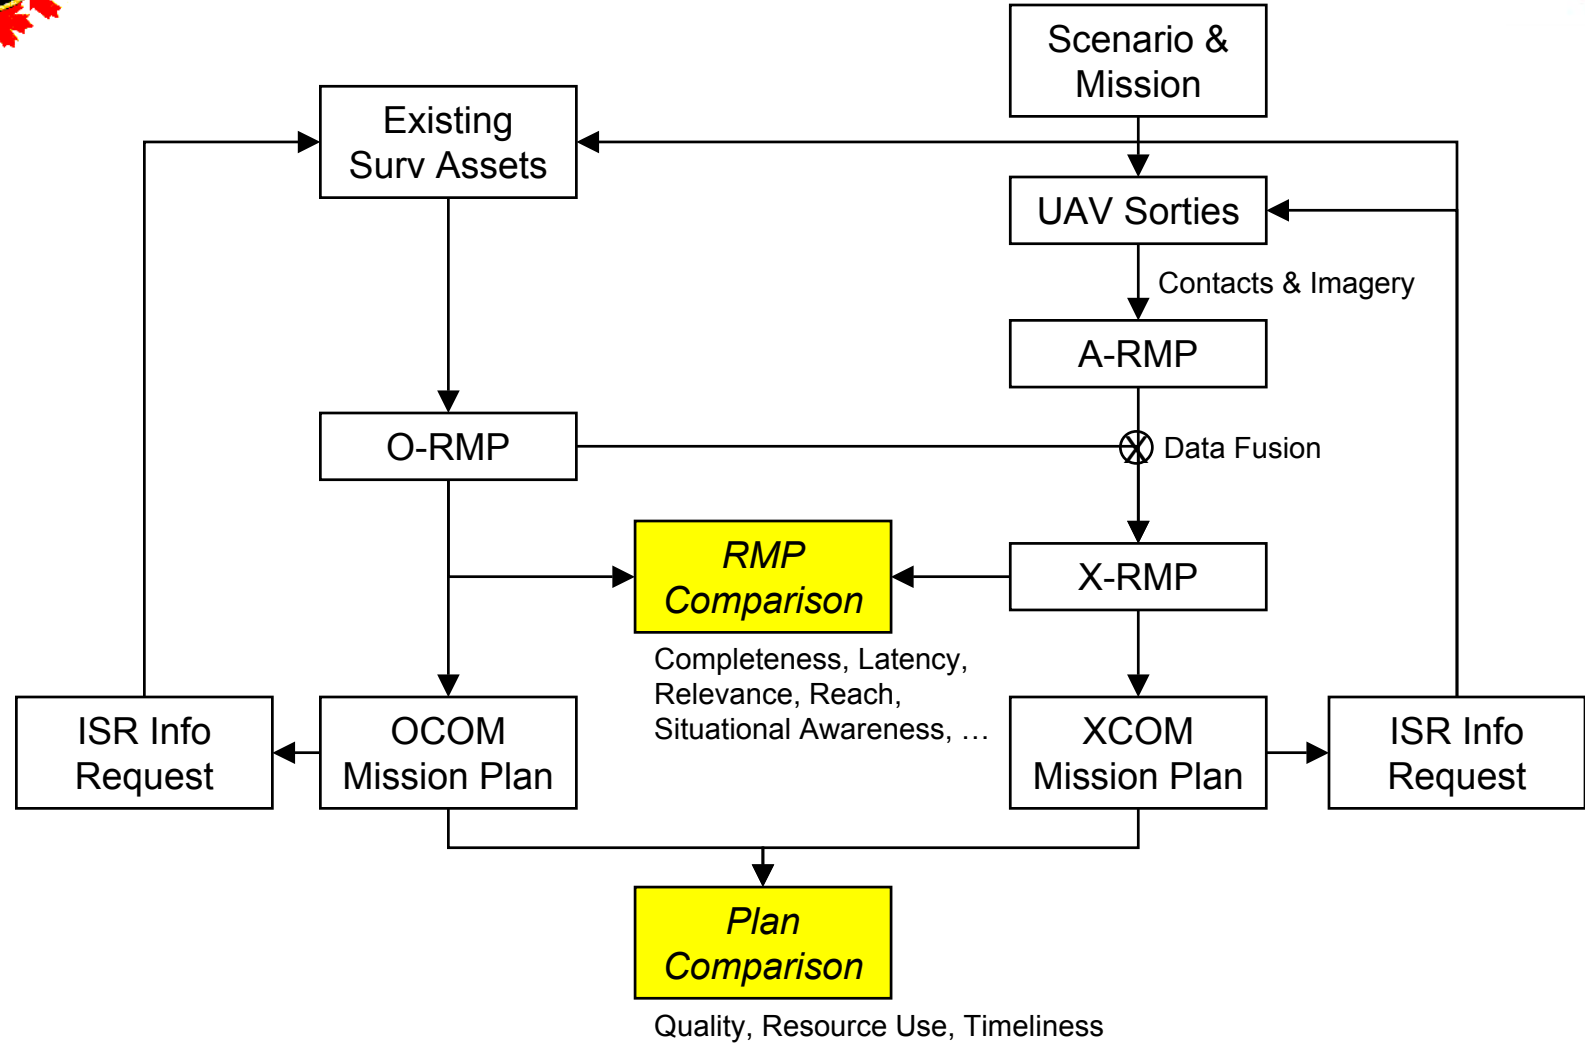 Scenario &
Mission
Existing
Surv Assets
UAV Sorties
Contacts & Imagery
A-RMP
O-RMP
X
Data Fusion
RMP
Comparison
X-RMP
Completeness, Latency,
Relevance, Reach,
Situational Awareness, …
ISR Info
Request
OCOM
Mission Plan
XCOM
Mission Plan
ISR Info
Request
Plan
Comparison
Quality, Resource Use, Timeliness